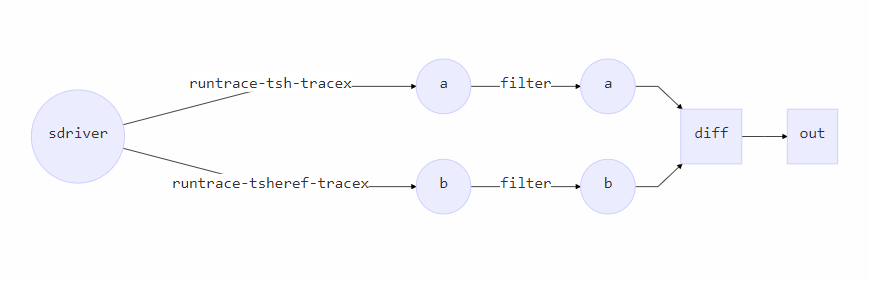 runtrace-tsh-tracex
a
filter
a
sdriver
diff
out
runtrace-tsheref-tracex
b
filter
b